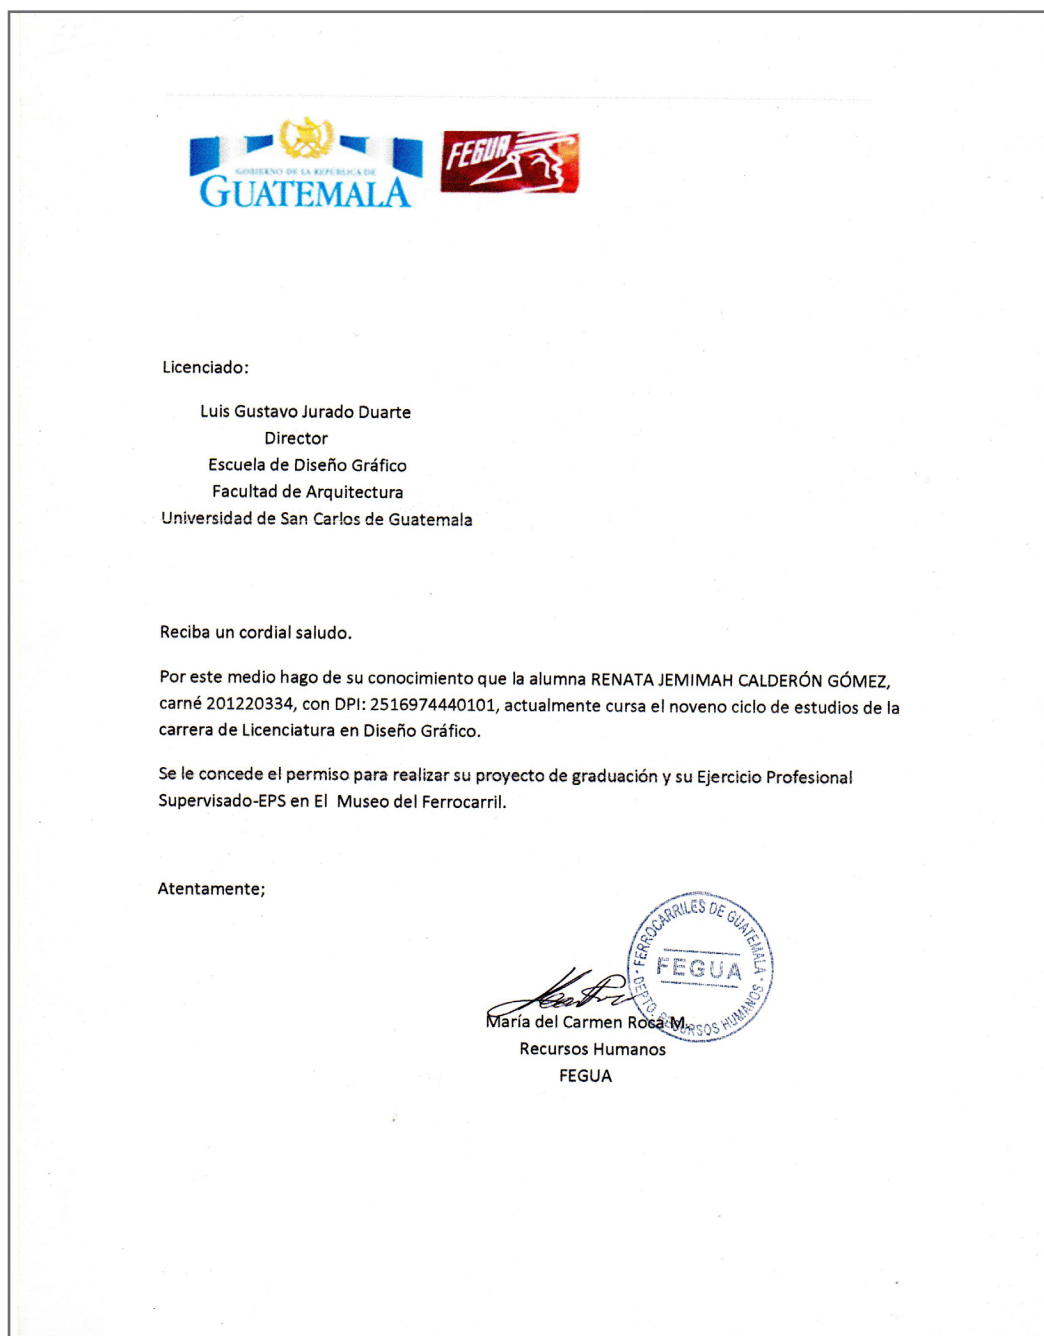 GOBIERNO DE LA REPÚBLICA DE
GUATEMALA
FEGUA
Licenciado:
Luis Gustavo Jurado Duarte
Director
Escuela de Diseño Gráfico
Facultad de Arquitectura
Universidad de San Carlos de Guatemala
Reciba un cordial saludo.
Por este medio hago de su conocimiento que la alumna RENATA JEMIMAH CALDERÓN GÓMEZ,
carné 201220334, con DPI: 2516974440101, actualmente cursa el noveno ciclo de estudios de la
carrera de Licenciatura en Diseño Gráfico.
Se le concede el permiso para realizar su proyecto de graduación y su Ejercicio Profesional
Supervisado-EPS en El  Museo del Ferrocarril.
Atentamente;
FERROCARRILES DE GUATEMALA
FEGUA
DEPTO. RECURSOS HUMANOS
María del Carmen Roca M.
Recursos Humanos
FEGUA